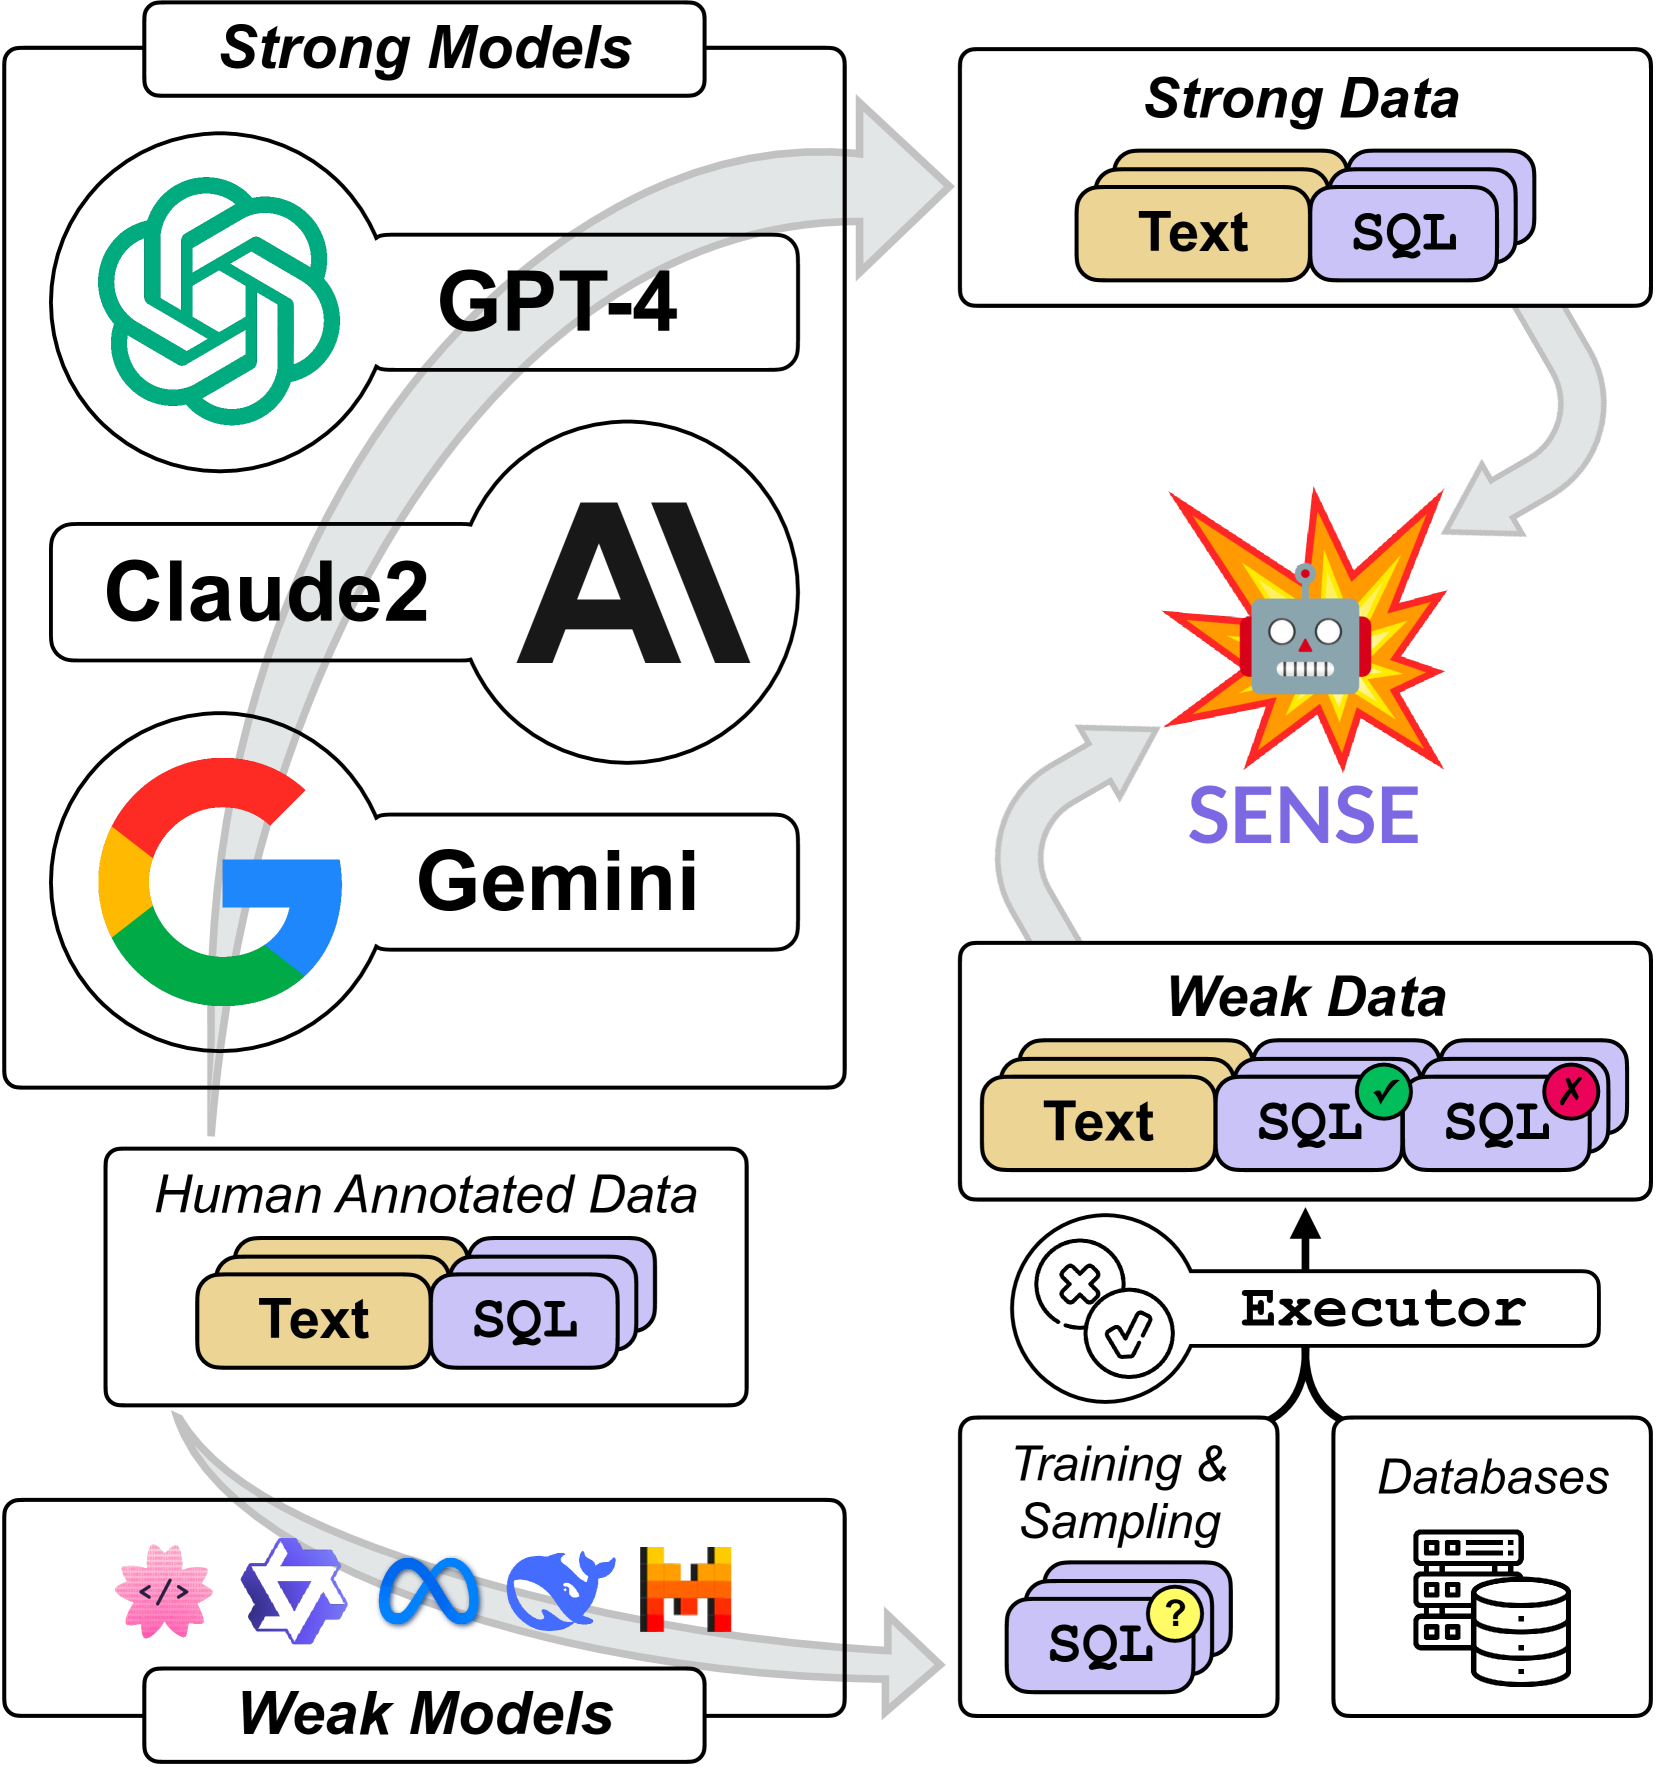 Strong Models
GPT-4
Claude2
Gemini
Human Annotated Data
Text SQL
</>
Weak Models
Strong Data
Text SQL
SENSE
Weak Data
Text SQL ✓ SQL ✗
Executor
Training &
Sampling
SQL ?
Databases